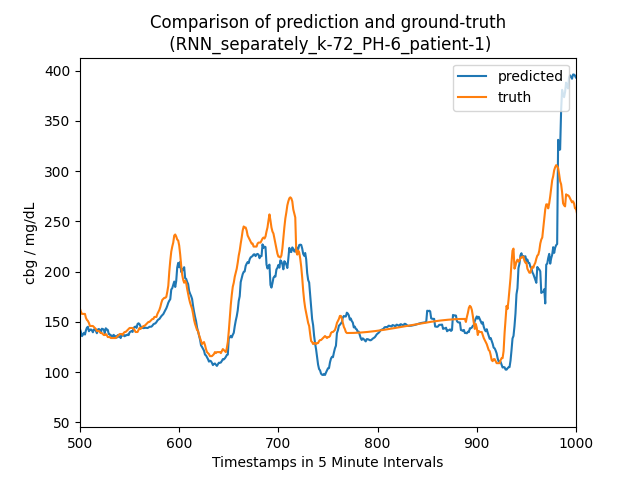 Comparison of prediction and ground-truth
(RNN_separately_k-72_PH-6_patient-1)
predicted
truth
400
350
300
250
200
150
100
50
cbg / mg/dL
500
600
700
800
900
1000
Timestamps in 5 Minute Intervals